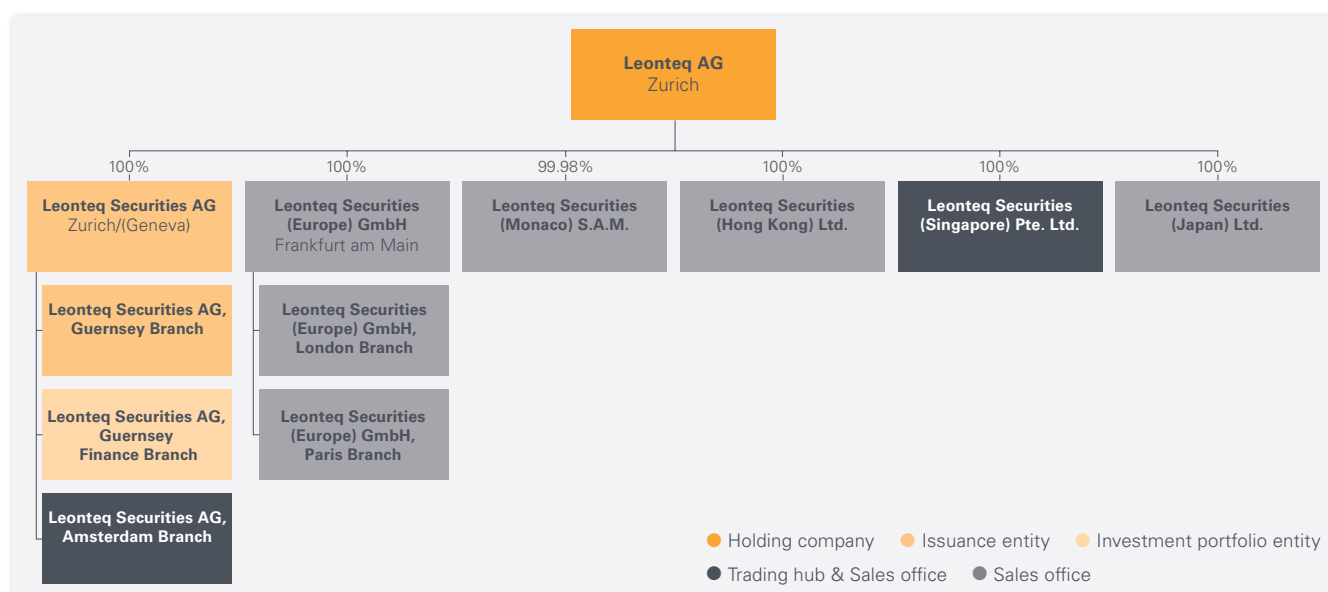 Leonteq AG
Zurich
100%
100%
99.98%
100%
100%
100%
Leonteq Securities AG
Zurich/(Geneva)
Leonteq Securities
(Europe) GmbH
Frankfurt am Main
Leonteq Securities
(Monaco) S.A.M.
Leonteq Securities
(Hong Kong) Ltd.
Leonteq Securities
(Singapore) Pte. Ltd.
Leonteq Securities
(Japan) Ltd.
Leonteq Securities AG,
Guernsey Branch
Leonteq Securities
(Europe) GmbH,
London Branch
Leonteq Securities AG,
Guernsey
Finance Branch
Leonteq Securities
(Europe) GmbH,
Paris Branch
Leonteq Securities AG,
Amsterdam Branch
Holding company
Issuance entity
Investment portfolio entity
Trading hub & Sales office
Sales office